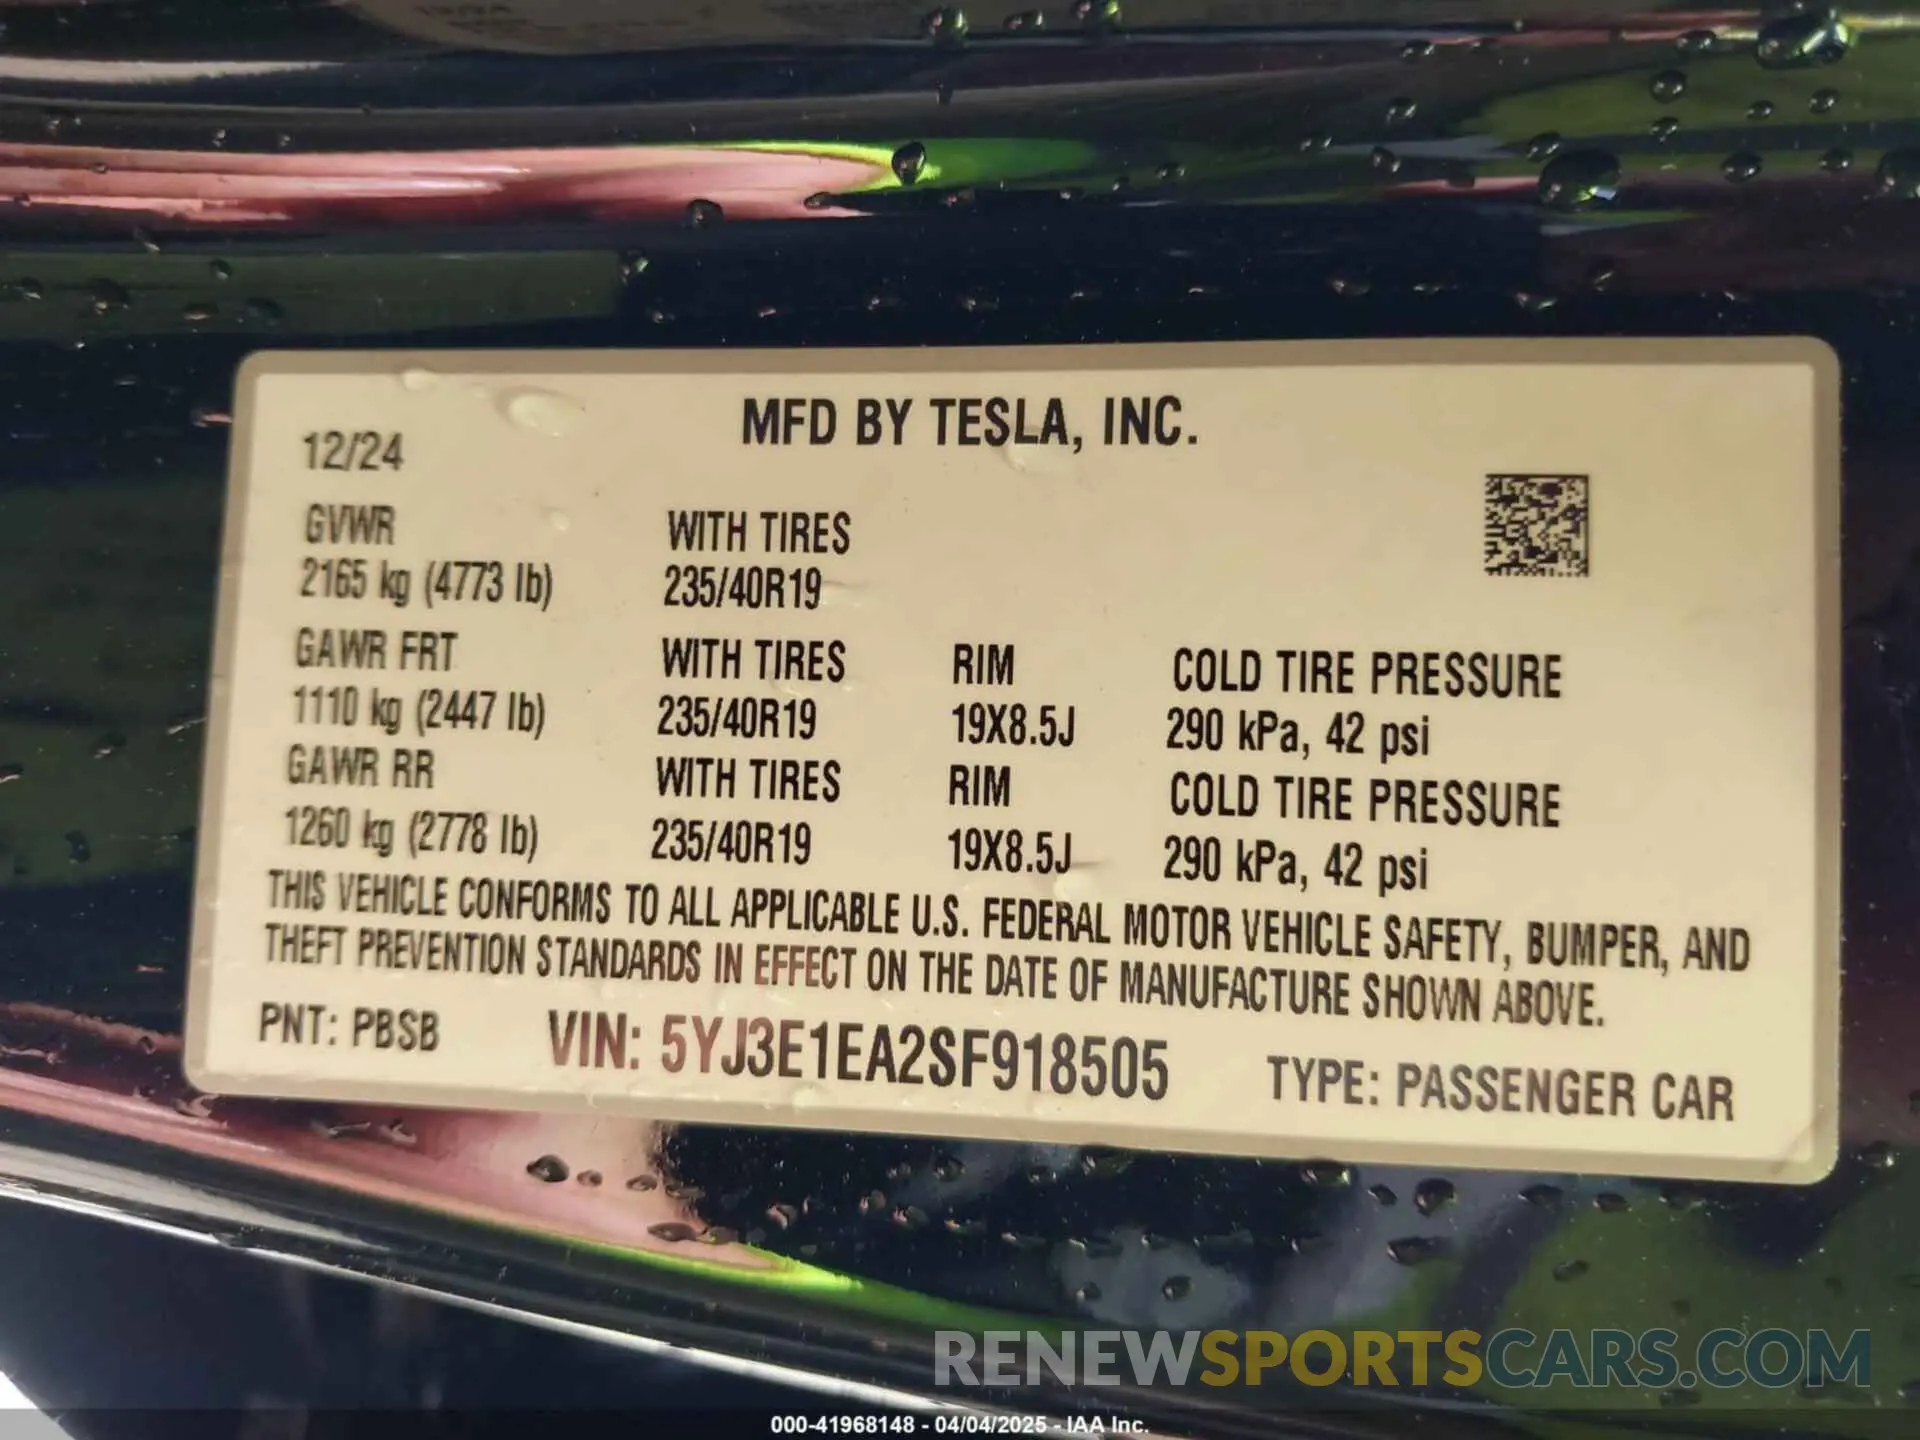 MFD BY TESLA, INC.
12/24
GVWR WITH TIRES
2165 kg (4773 lb) 235/40R19
GAWR FRT WITH TIRES RIM COLD TIRE PRESSURE
1110 kg (2447 lb) 235/40R19 19X8.5J 290 kPa, 42 psi
GAWR RR WITH TIRES RIM COLD TIRE PRESSURE
1260 kg (2778 lb) 235/40R19 19X8.5J 290 kPa, 42 psi
THIS VEHICLE CONFORMS TO ALL APPLICABLE U.S. FEDERAL MOTOR VEHICLE SAFETY, BUMPER, AND
THEFT PREVENTION STANDARDS IN EFFECT ON THE DATE OF MANUFACTURE SHOWN ABOVE.
PNT: PBSB VIN: 5YJ3E1EA2SF918505 TYPE: PASSENGER CAR
RENEWSPORTSCARS.COM
000-41968148 - 04/04/2025 - IAA Inc.